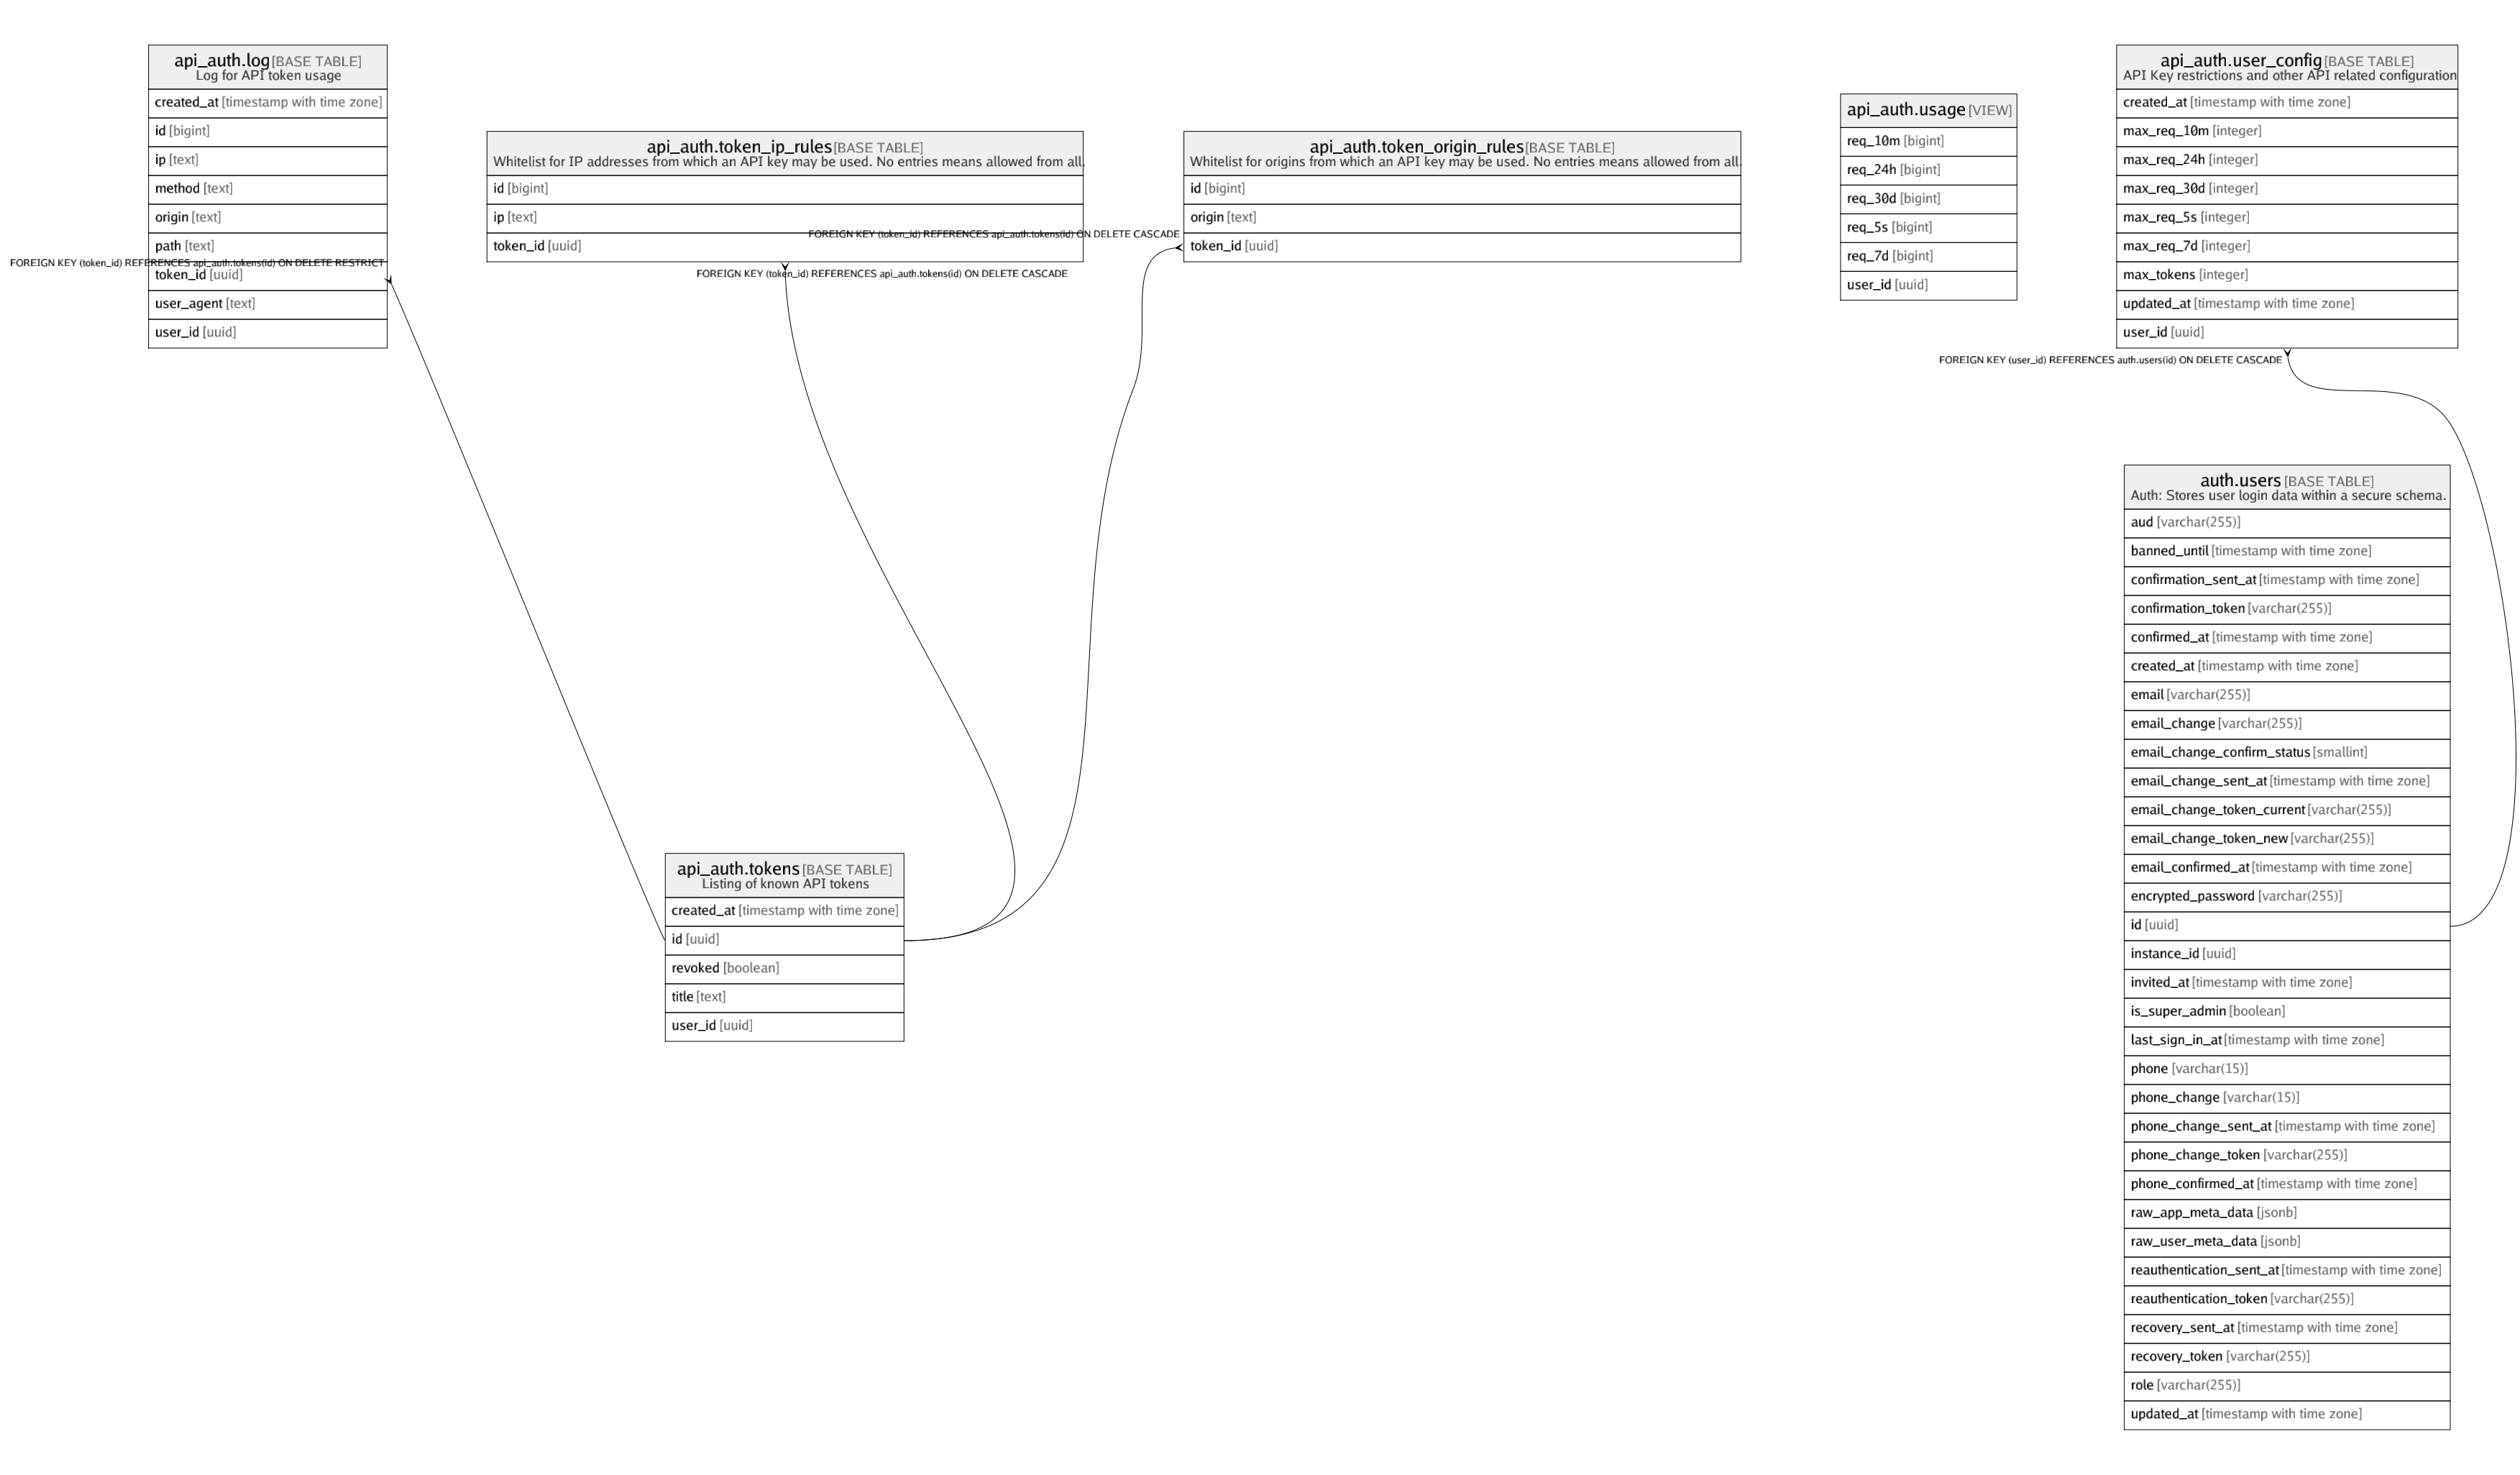 api_auth.log [BASE TABLE]
Log for API token usage
created_at [timestamp with time zone]
id [bigint]
ip [text]
method [text]
origin [text]
path [text]
FOREIGN KEY (token_id) REFERENCES api_auth.tokens(id) ON DELETE RESTRICT
token_id [uuid]
user_agent [text]
user_id [uuid]
api_auth.token_ip_rules [BASE TABLE]
Whitelist for IP addresses from which an API key may be used. No entries means allowed from all.
id [bigint]
ip [text]
token_id [uuid]
FOREIGN KEY (token_id) REFERENCES api_auth.tokens(id) ON DELETE CASCADE
api_auth.token_origin_rules [BASE TABLE]
Whitelist for origins from which an API key may be used. No entries means allowed from all.
id [bigint]
origin [text]
FOREIGN KEY (token_id) REFERENCES api_auth.tokens(id) ON DELETE CASCADE
token_id [uuid]
api_auth.usage [VIEW]
req_10m [bigint]
req_24h [bigint]
req_30d [bigint]
req_5s [bigint]
req_7d [bigint]
user_id [uuid]
api_auth.user_config [BASE TABLE]
API Key restrictions and other API related configuration
created_at [timestamp with time zone]
max_req_10m [integer]
max_req_24h [integer]
max_req_30d [integer]
max_req_5s [integer]
max_req_7d [integer]
max_tokens [integer]
updated_at [timestamp with time zone]
user_id [uuid]
FOREIGN KEY (user_id) REFERENCES auth.users(id) ON DELETE CASCADE
api_auth.tokens [BASE TABLE]
Listing of known API tokens
created_at [timestamp with time zone]
id [uuid]
revoked [boolean]
title [text]
user_id [uuid]
auth.users [BASE TABLE]
Auth: Stores user login data within a secure schema.
aud [varchar(255)]
banned_until [timestamp with time zone]
confirmation_sent_at [timestamp with time zone]
confirmation_token [varchar(255)]
confirmed_at [timestamp with time zone]
created_at [timestamp with time zone]
email [varchar(255)]
email_change [varchar(255)]
email_change_confirm_status [smallint]
email_change_sent_at [timestamp with time zone]
email_change_token_current [varchar(255)]
email_change_token_new [varchar(255)]
email_confirmed_at [timestamp with time zone]
encrypted_password [varchar(255)]
id [uuid]
instance_id [uuid]
invited_at [timestamp with time zone]
is_super_admin [boolean]
last_sign_in_at [timestamp with time zone]
phone [varchar(15)]
phone_change [varchar(15)]
phone_change_sent_at [timestamp with time zone]
phone_change_token [varchar(255)]
phone_confirmed_at [timestamp with time zone]
raw_app_meta_data [jsonb]
raw_user_meta_data [jsonb]
reauthentication_sent_at [timestamp with time zone]
reauthentication_token [varchar(255)]
recovery_sent_at [timestamp with time zone]
recovery_token [varchar(255)]
role [varchar(255)]
updated_at [timestamp with time zone]